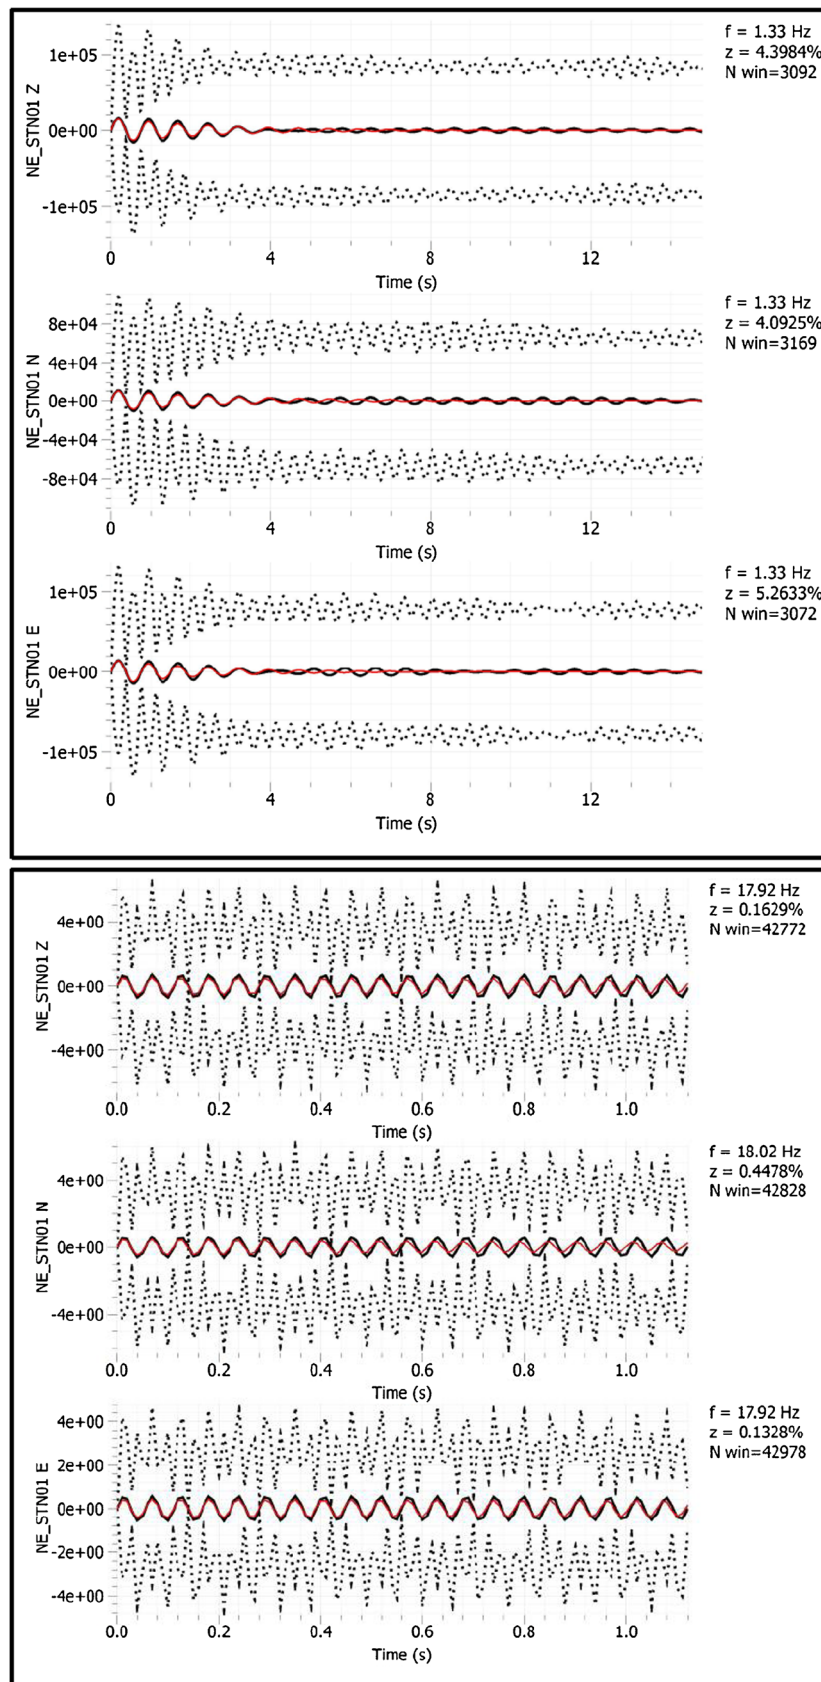 1e+05
0e+00
-1e+05
NE_STN01 Z
0 4 8 12
Time (s)
f = 1.33 Hz
z = 4.3984%
N win=3092
8e+04
4e+04
0e+00
-4e+04
-8e+04
NE_STN01 N
0 4 8 12
Time (s)
f = 1.33 Hz
z = 4.0925%
N win=3169
1e+05
0e+00
-1e+05
NE_STN01 E
0 4 8 12
Time (s)
f = 1.33 Hz
z = 5.2633%
N win=3072
4e+00
0e+00
-4e+00
NE_STN01 Z
0.0 0.2 0.4 0.6 0.8 1.0
Time (s)
f = 17.92 Hz
z = 0.1629%
N win=42772
4e+00
0e+00
-4e+00
NE_STN01 N
0.0 0.2 0.4 0.6 0.8 1.0
Time (s)
f = 18.02 Hz
z = 0.4478%
N win=42828
4e+00
2e+00
0e+00
-2e+00
-4e+00
NE_STN01 E
0.0 0.2 0.4 0.6 0.8 1.0
Time (s)
f = 17.92 Hz
z = 0.1328%
N win=42978